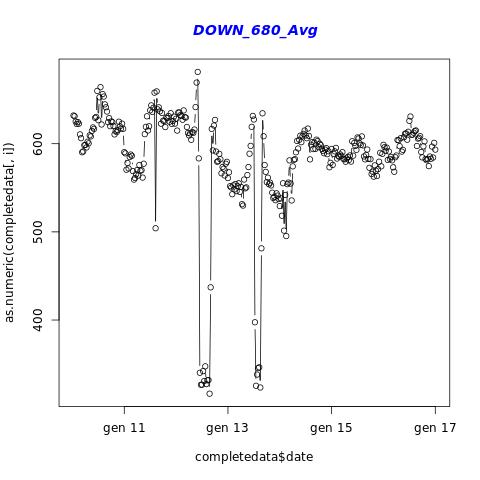 DOWN_680_Avg
as.numeric(completedata[, i])
600
500
400
gen 11 gen 13 gen 15 gen 17
completedata$date